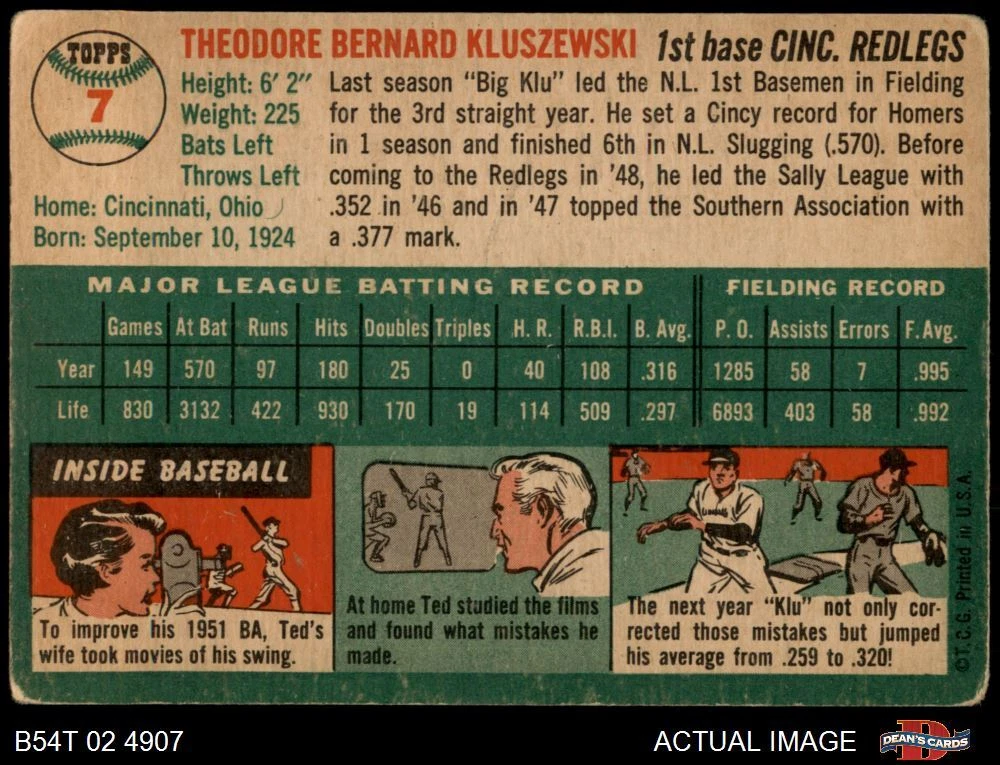 TOPPS
7
THEODORE BERNARD KLUSZEWSKI 1st base CINC. REDLEGS
Height: 6' 2"
Weight: 225
Bats Left
Throws Left
Home: Cincinnati, Ohio
Born: September 10, 1924
Last season "Big Klu" led the N.L. 1st Basemen in Fielding
for the 3rd straight year. He set a Cincy record for Homers
in 1 season and finished 6th in N.L. Slugging (.570). Before
coming to the Redlegs in '48, he led the Sally League with
.352 in '46 and in '47 topped the Southern Association with
a .377 mark.
MAJOR LEAGUE BATTING RECORD FIELDING RECORD
Games At Bat Runs Hits Doubles Triples H. R. R.B.I. B. Avg. P. O. Assists Errors F. Avg.
Year 149 570 97 180 25 0 40 108 .316 1285 58 7 .995
Life 830 3132 422 930 170 19 114 509 .297 6893 403 58 .992
INSIDE BASEBALL
To improve his 1951 BA, Ted's
wife took movies of his swing.
At home Ted studied the films
and found what mistakes he
made.
The next year "Klu" not only cor-
rected those mistakes but jumped
his average from .259 to .320!
©T.C.G. Printed in U.S.A.
B54T 02 4907
ACTUAL IMAGE
DEAN'S CARDS